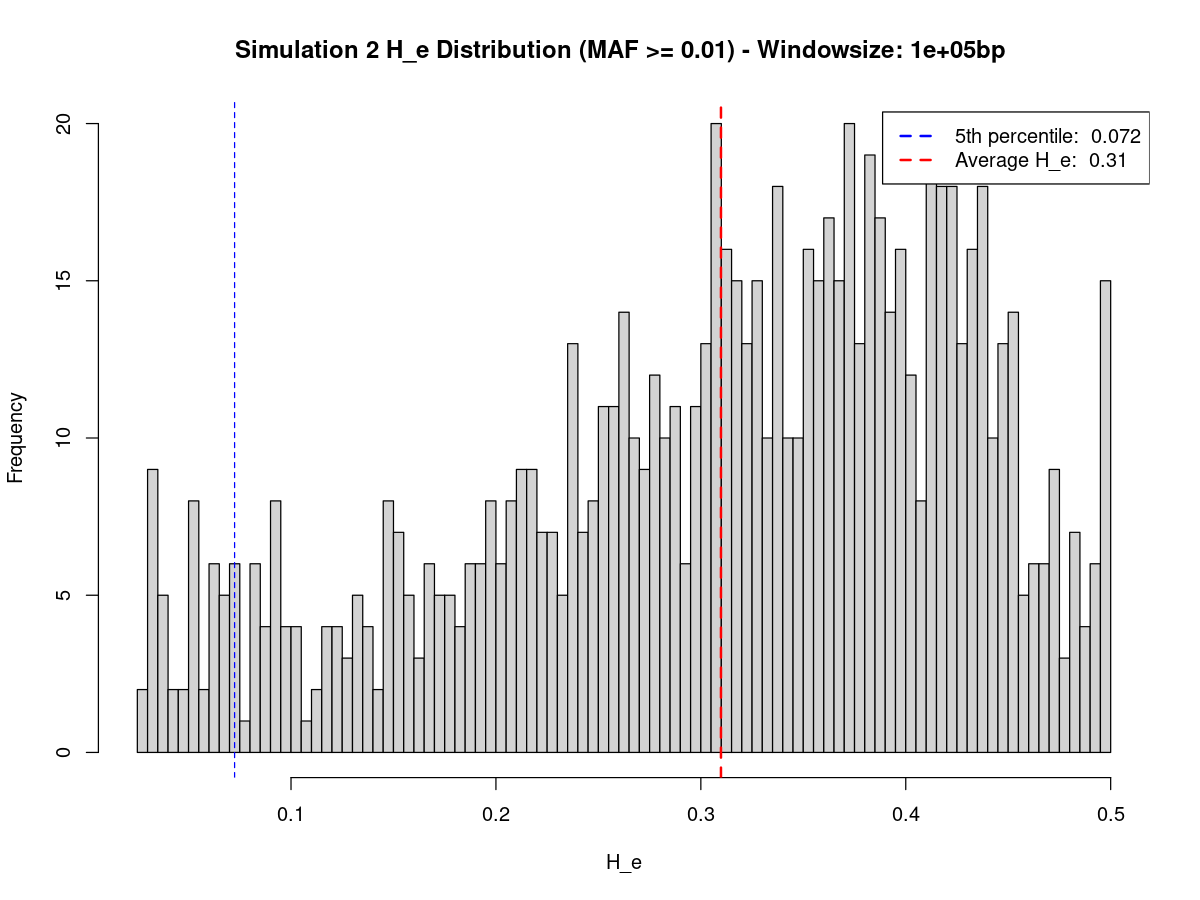 Simulation 2 H_e Distribution (MAF >= 0.01) - Windowsize: 1e+05bp
5th percentile: 0.072
Average H_e: 0.31
20
15
10
5
0
Frequency
0.1 0.2 0.3 0.4 0.5
H_e